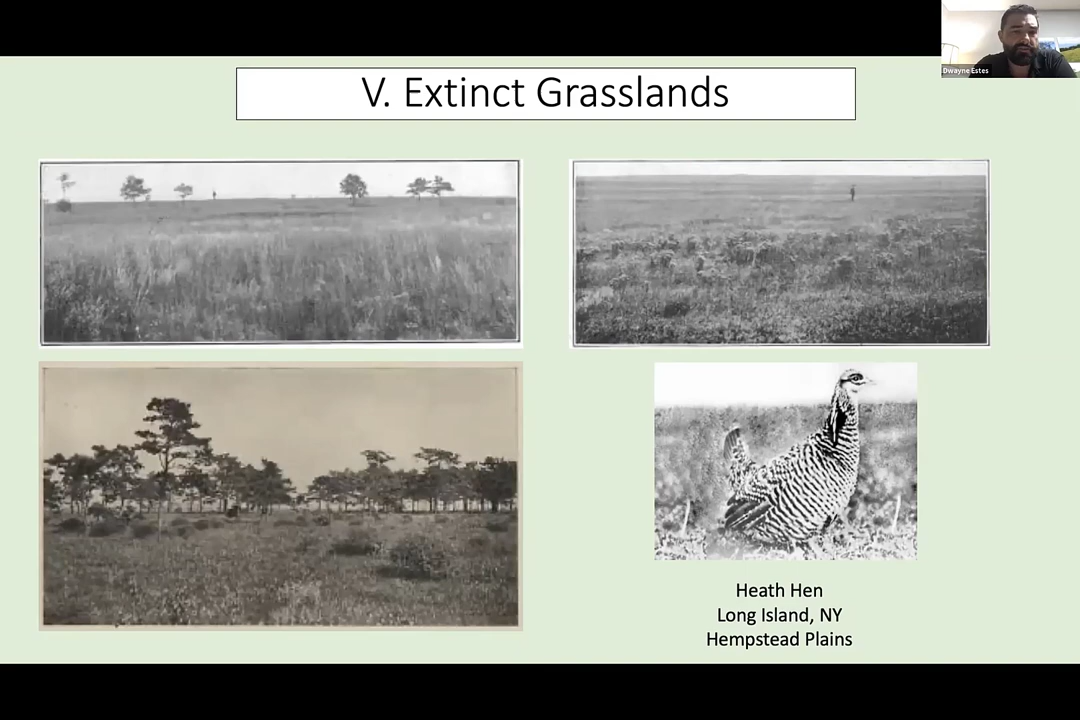 Dwayne Estes
V. Extinct Grasslands
Heath Hen
Long Island, NY
Hempstead Plains